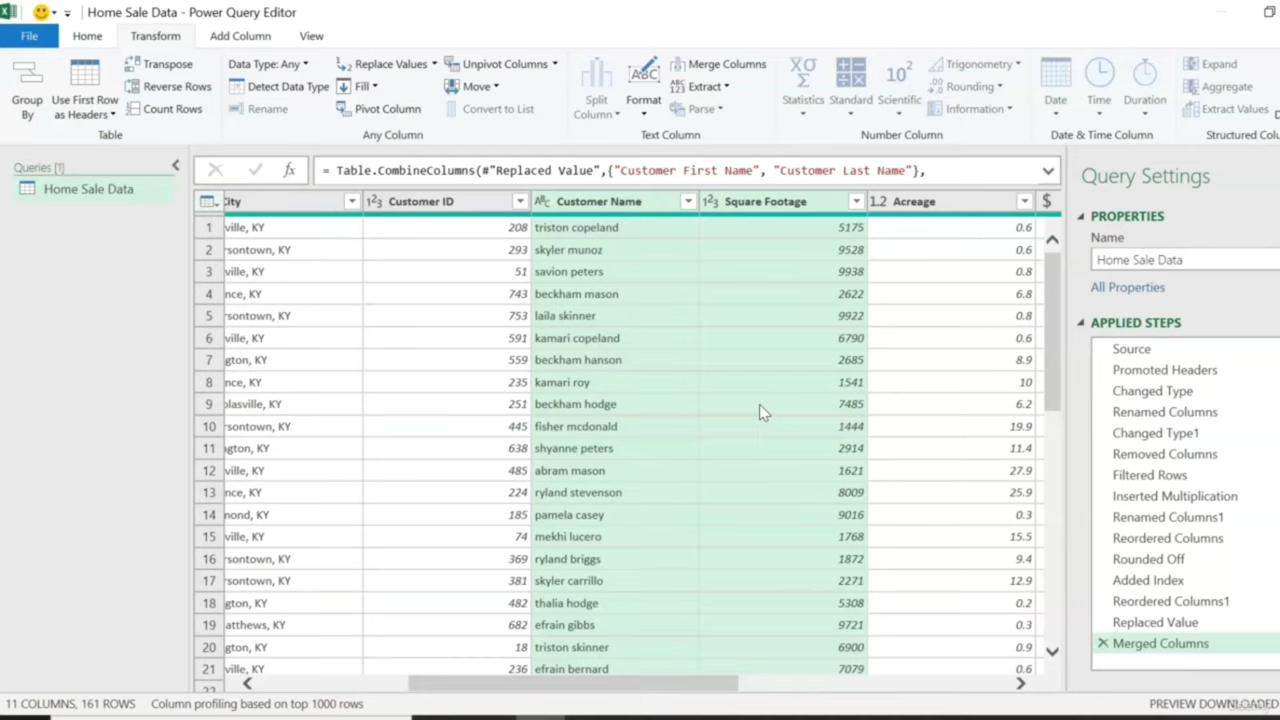 Home Sale Data - Power Query Editor
File Home Transform Add Column View
Group By
Use First Row as Headers
Transpose
Reverse Rows
Count Rows
Table
Data Type: Any
Detect Data Type
Rename
Replace Values
Fill
Pivot Column
Unpivot Columns
Move
Convert to List
Any Column
Split Column
Format
ABC
Merge Columns
Extract
Parse
Text Column
Statistics
Standard
Scientific
Trigonometry
Rounding
Information
Number Column
Date
Time
Duration
Date & Time Column
Expand
Aggregate
Extract Values
Structured Colu
Queries [1]
Home Sale Data
fx = Table.CombineColumns(#"Replaced Value",{"Customer First Name", "Customer Last Name"},
City 1²3 Customer ID ABC Customer Name 1²3 Square Footage 1.2 Acreage $
1 ville, KY 208 triston copeland 5175 0.6
2 rsontown, KY 293 skyler munoz 9528 0.6
3 ville, KY 51 savion peters 9938 0.8
4 nce, KY 743 beckham mason 2622 6.8
5 rsontown, KY 753 laila skinner 9922 0.8
6 ville, KY 591 kamari copeland 6790 0.6
7 gton, KY 559 beckham hanson 2685 8.9
8 nce, KY 235 kamari roy 1541 10
9 olasville, KY 251 beckham hodge 7485 6.2
10 rsontown, KY 445 fisher mcdonald 1444 19.9
11 ngton, KY 638 shyanne peters 2914 11.4
12 ville, KY 485 abram mason 1621 27.9
13 nce, KY 224 ryland stevenson 8009 25.9
14 mond, KY 185 pamela casey 9016 0.3
15 ville, KY 74 mekhi lucero 1768 15.5
16 rsontown, KY 369 ryland briggs 1872 9.4
17 rsontown, KY 381 skyler carrillo 2271 12.9
18 gton, KY 482 thalia hodge 5308 0.2
19 atthews, KY 682 efrain gibbs 9721 0.3
20 gton, KY 18 triston skinner 6900 0.9
21 ville, KY 236 efrain bernard 7079 0.6
Query Settings
PROPERTIES
Name
Home Sale Data
All Properties
APPLIED STEPS
Source
Promoted Headers
Changed Type
Renamed Columns
Changed Type1
Removed Columns
Filtered Rows
Inserted Multiplication
Renamed Columns1
Reordered Columns
Rounded Off
Added Index
Reordered Columns1
Replaced Value
Merged Columns
11 COLUMNS, 161 ROWS Column profiling based on top 1000 rows
PREVIEW DOWNLOADED